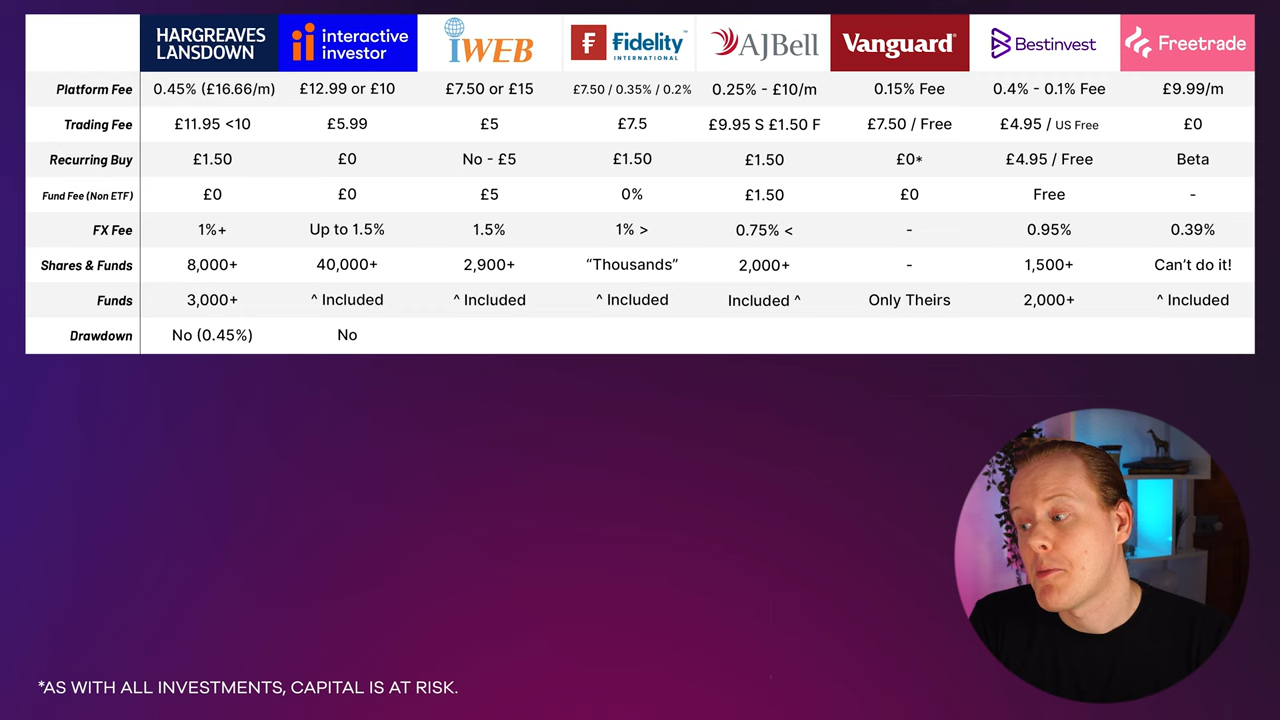 HARGREAVES LANSDOWN interactive investor IWEB Fidelity™ INTERNATIONAL AJBell Vanguard® Bestinvest Freetrade
Platform Fee 0.45% (£16.66/m) £12.99 or £10 £7.50 or £15 £7.50 / 0.35% / 0.2% 0.25% - £10/m 0.15% Fee 0.4% - 0.1% Fee £9.99/m
Trading Fee £11.95 <10 £5.99 £5 £7.5 £9.95 S £1.50 F £7.50 / Free £4.95 / US Free £0
Recurring Buy £1.50 £0 No - £5 £1.50 £1.50 £0* £4.95 / Free Beta
Fund Fee (Non ETF) £0 £0 £5 0% £1.50 £0 Free -
FX Fee 1%+ Up to 1.5% 1.5% 1% > 0.75% < - 0.95% 0.39%
Shares & Funds 8,000+ 40,000+ 2,900+ “Thousands” 2,000+ - 1,500+ Can’t do it!
Funds 3,000+ ^ Included ^ Included ^ Included Included ^ Only Theirs 2,000+ ^ Included
Drawdown No (0.45%) No
*AS WITH ALL INVESTMENTS, CAPITAL IS AT RISK.